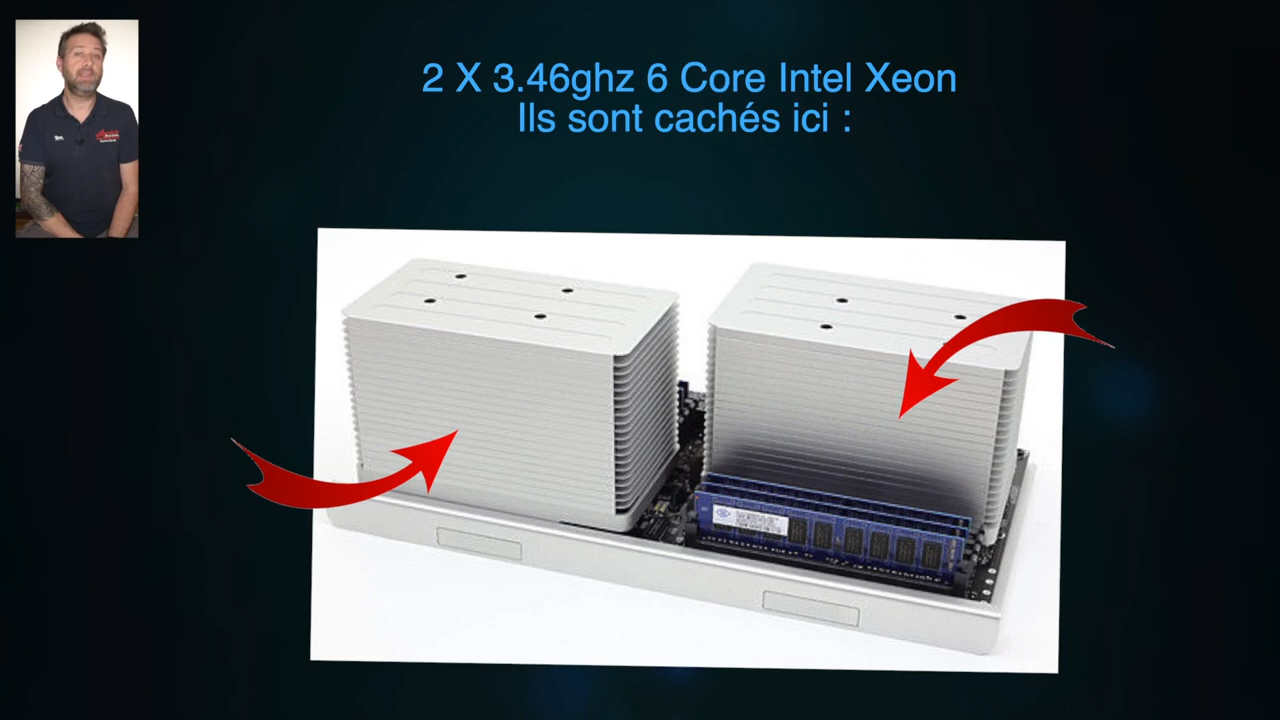 2 X 3.46ghz 6 Core Intel Xeon
Ils sont cachés ici :